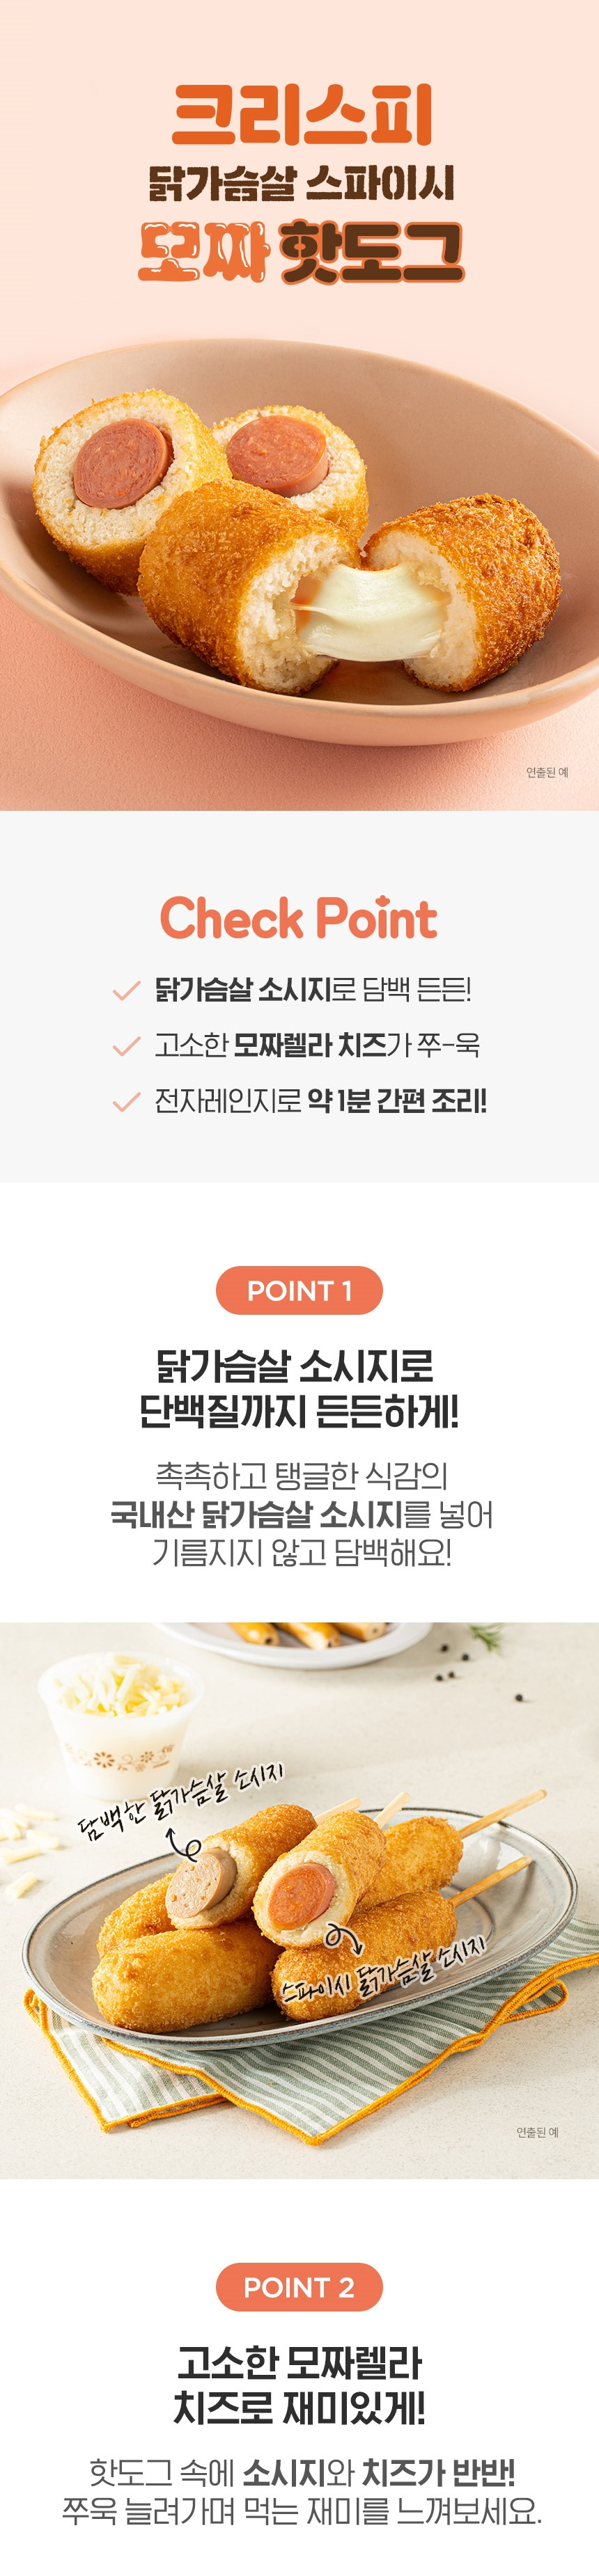 크리스피
닭가슴살 스파이시
모짜 핫도그
연출된 예
Check Point
닭가슴살 소시지로 담백 든든!
고소한 모짜렐라 치즈가 쭈-욱
전자레인지로 약 1분 간편 조리!
POINT 1
닭가슴살 소시지로
단백질까지 든든하게!
촉촉하고 탱글한 식감의
국내산 닭가슴살 소시지를 넣어
기름지지 않고 담백해요!
담백한 닭가슴살 소시지
스파이시 닭가슴살 소시지
연출된 예
POINT 2
고소한 모짜렐라
치즈로 재미있게!
핫도그 속에 소시지와 치즈가 반반!
쭈욱 늘려가며 먹는 재미를 느껴보세요.